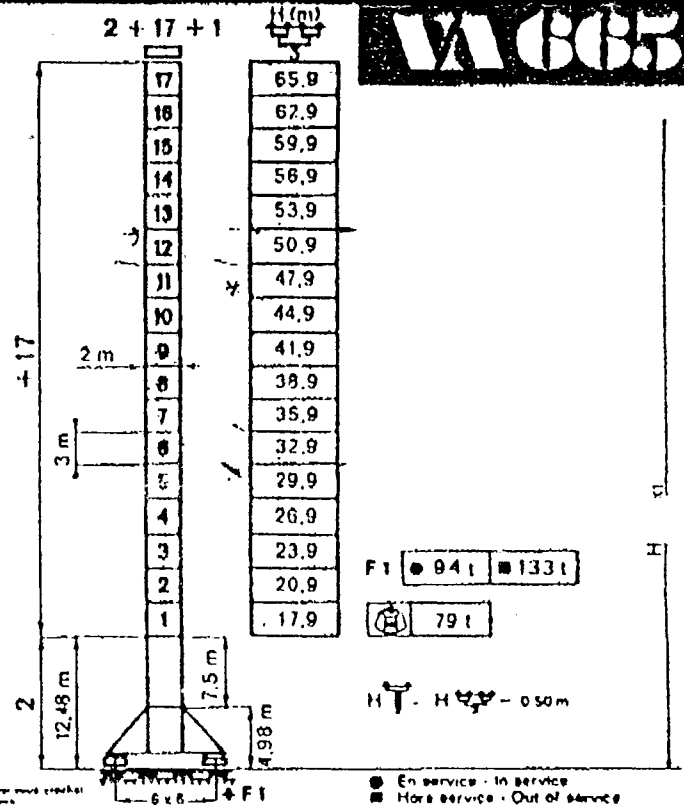 2 + 17 + 1
H (m)
VA 665
17 65,9
16 62,9
15 59,9
14 56,9
13 53,9
12 50,9
11 47,9
10 44,9
9 41,9
8 38,9
7 35,9
6 32,9
5 29,9
4 26,9
3 23,9
2 20,9
1 17,9
+17
2 m
3 m
H
F1 94 t 133 t
79 t
2
12,48 m
7,5 m
4,98 m
H - H - 0.50 m
6 x 6
F1
En service - In service
Hors service - Out of service